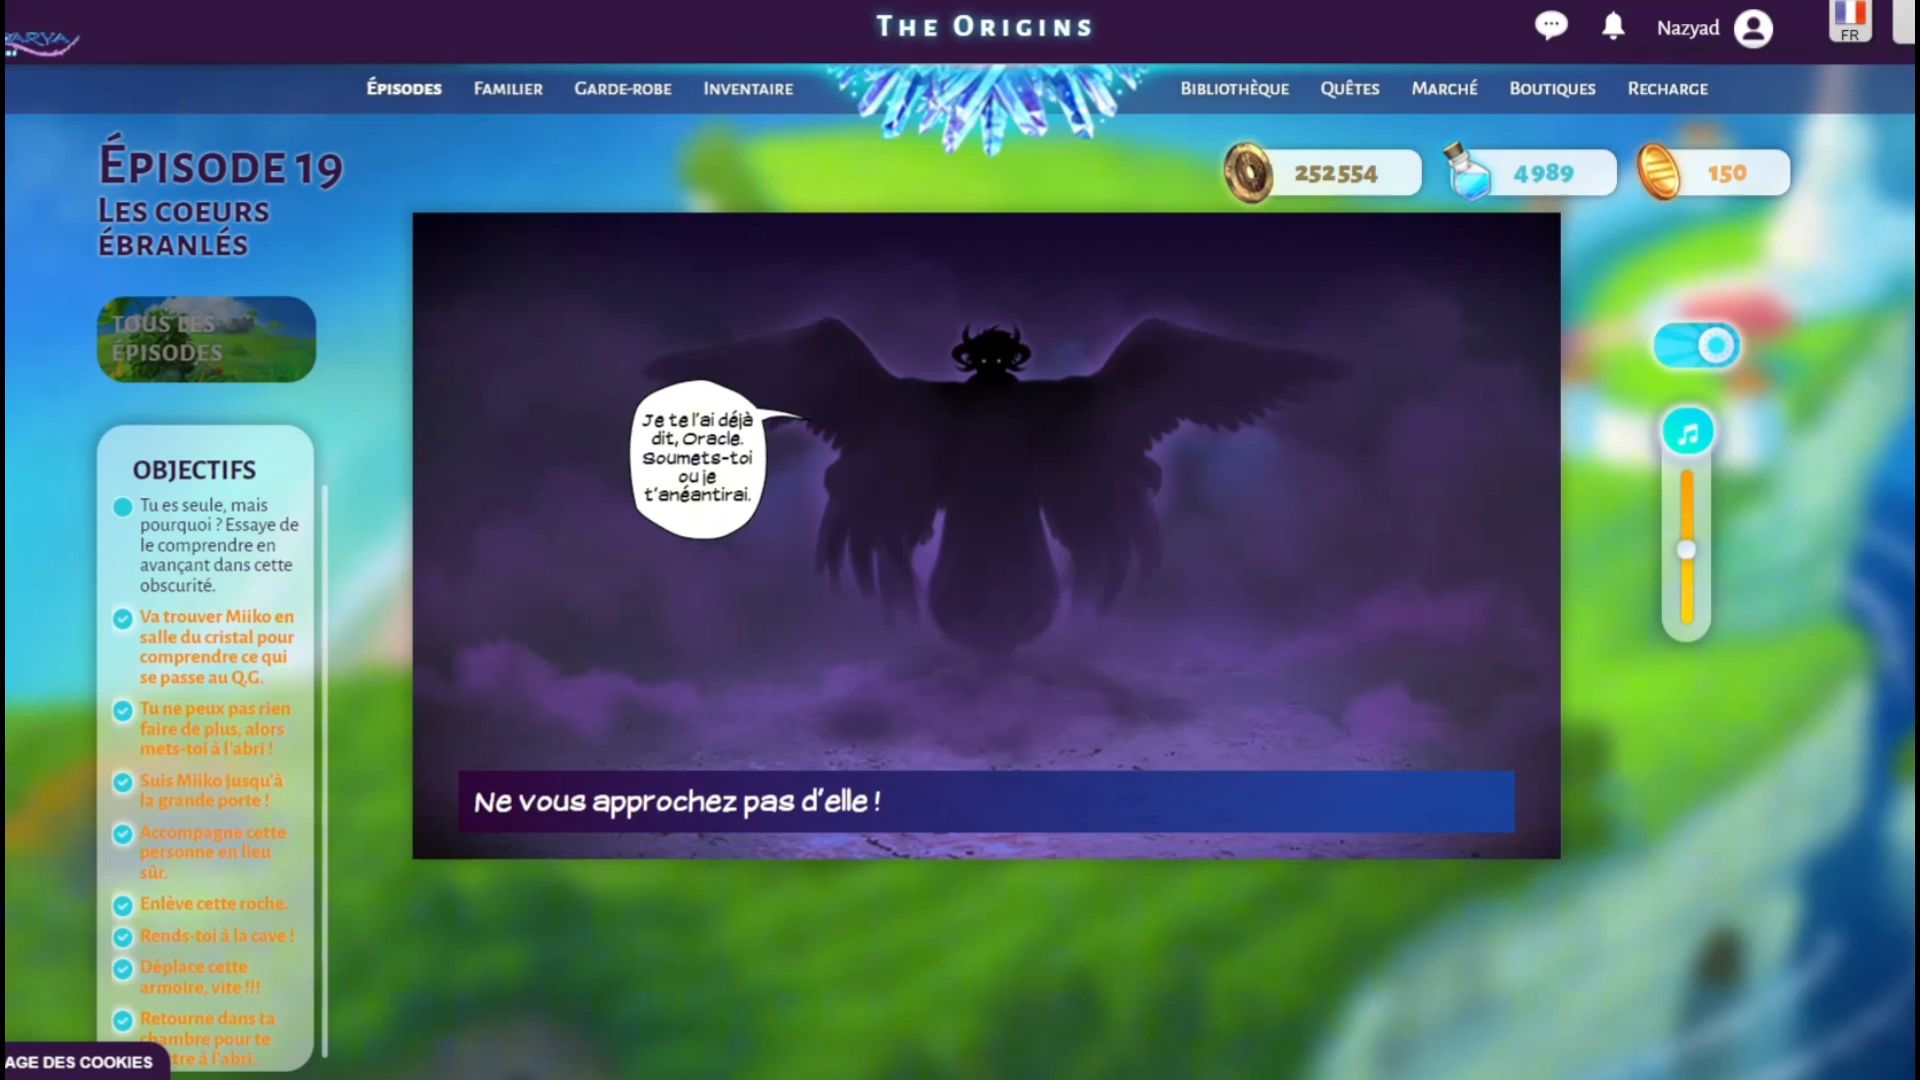 The Origins
Nazyad
FR
Épisodes
Familier
Garde-robe
Inventaire
Bibliothèque
Quêtes
Marché
Boutiques
Recharge
Épisode 19
Les coeurs
ébranlés
252554
4989
150
TOUS LES
ÉPISODES
OBJECTIFS
Tu es seule, mais
pourquoi ? Essaye de
le comprendre en
avançant dans cette
obscurité.
Va trouver Miiko en
salle du cristal pour
comprendre ce qui
se passe au Q.G.
Tu ne peux pas rien
faire de plus, alors
mets-toi à l'abri !
Suis Miiko jusqu'à
la grande porte !
Accompagne cette
personne en lieu
sûr.
Enlève cette roche.
Rends-toi à la cave !
Déplace cette
armoire, vite !!!
Retourne dans ta
chambre pour te
ttre à l'abri.
AGE DES COOKIES
Je te l'ai déjà
dit, Oracle.
Soumets-toi
ou je
t'anéantirai.
Ne vous approchez pas d'elle !